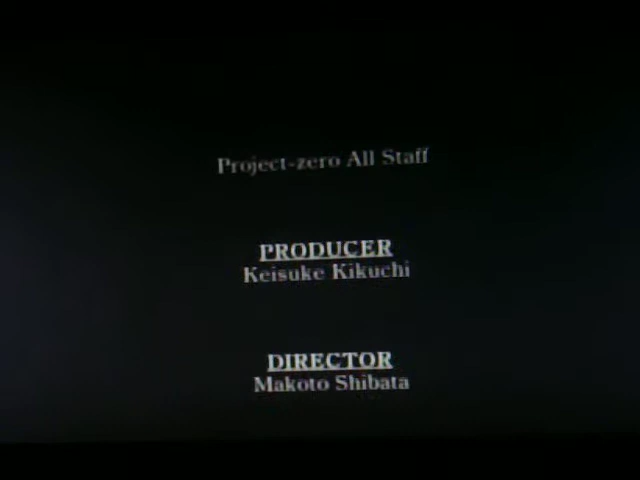 Project-zero All Staff
PRODUCER
Keisuke Kikuchi
DIRECTOR
Makoto Shibata